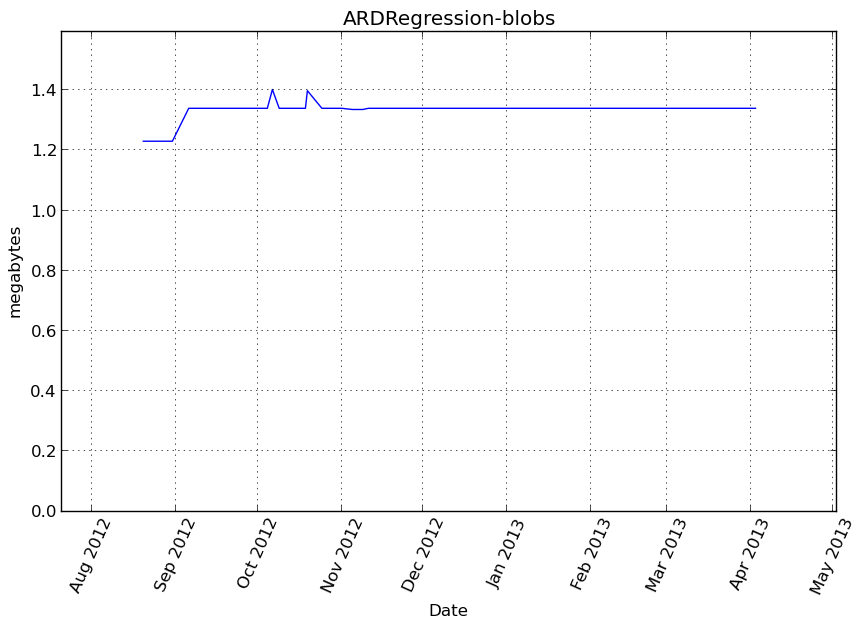 ARDRegression-blobs
1.4
1.2
1.0
0.8
0.6
0.4
0.2
0.0
megabytes
Aug 2012
Sep 2012
Oct 2012
Nov 2012
Dec 2012
Jan 2013
Feb 2013
Mar 2013
Apr 2013
May 2013
Date